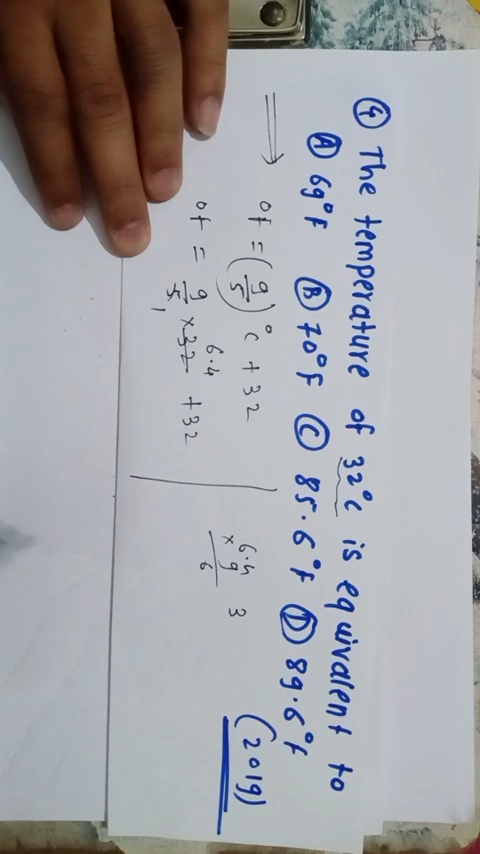 ④ The temperature of 32°C is equivalent to
Ⓐ 69°F Ⓑ 70°F Ⓒ 85.6°F Ⓓ 89.6°F
(2019)
⟶ °F = (9/5) °C + 32
°F = 9/5 × 32 + 32
1 6.4
6.4
× 9
6
3